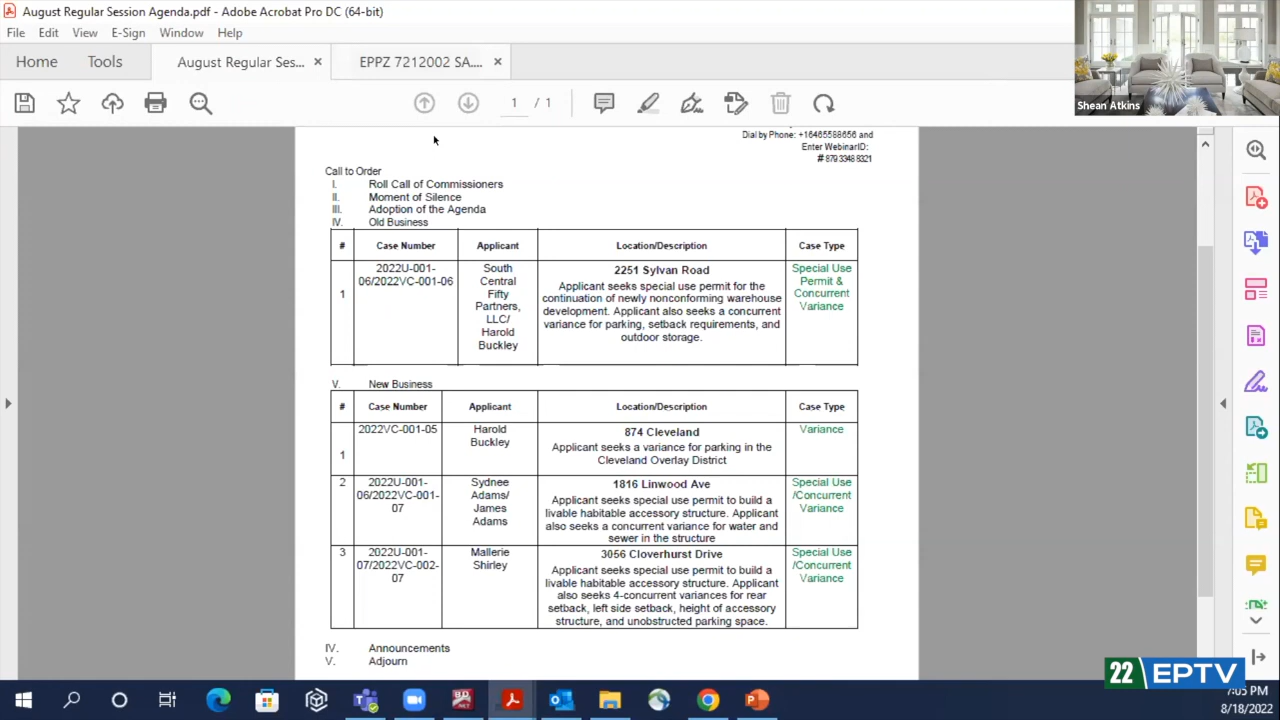 August Regular Session Agenda.pdf - Adobe Acrobat Pro DC (64-bit)
File Edit View E-Sign Window Help
Home Tools August Regular Ses... × EPPZ 7212002 SA.... ×
1 / 1
Shean Atkins
Dial by Phone: +16465588656 and
Enter WebinarID:
# 879 3348 8321
Call to Order
I. Roll Call of Commissioners
II. Moment of Silence
III. Adoption of the Agenda
IV. Old Business
# Case Number Applicant Location/Description Case Type
1
2022U-001-
06/2022VC-001-06
South
Central
Fifty
Partners,
LLC/
Harold
Buckley
2251 Sylvan Road
Applicant seeks special use permit for the
continuation of newly nonconforming warehouse
development. Applicant also seeks a concurrent
variance for parking, setback requirements, and
outdoor storage.
Special Use
Permit &
Concurrent
Variance
V. New Business
# Case Number Applicant Location/Description Case Type
1
2022VC-001-05
Harold
Buckley
874 Cleveland
Applicant seeks a variance for parking in the
Cleveland Overlay District
Variance
2
2022U-001-
06/2022VC-001-
07
Sydnee
Adams/
James
Adams
1816 Linwood Ave
Applicant seeks special use permit to build a
livable habitable accessory structure. Applicant
also seeks a concurrent variance for water and
sewer in the structure
Special Use
/Concurrent
Variance
3
2022U-001-
07/2022VC-002-
07
Mallerie
Shirley
3056 Cloverhurst Drive
Applicant seeks special use permit to build a
livable habitable accessory structure. Applicant
also seeks 4-concurrent variances for rear
setback, left side setback, height of accessory
structure, and unobstructed parking space.
Special Use
/Concurrent
Variance
IV. Announcements
V. Adjourn
22 EPTV
7:05 PM
8/18/2022